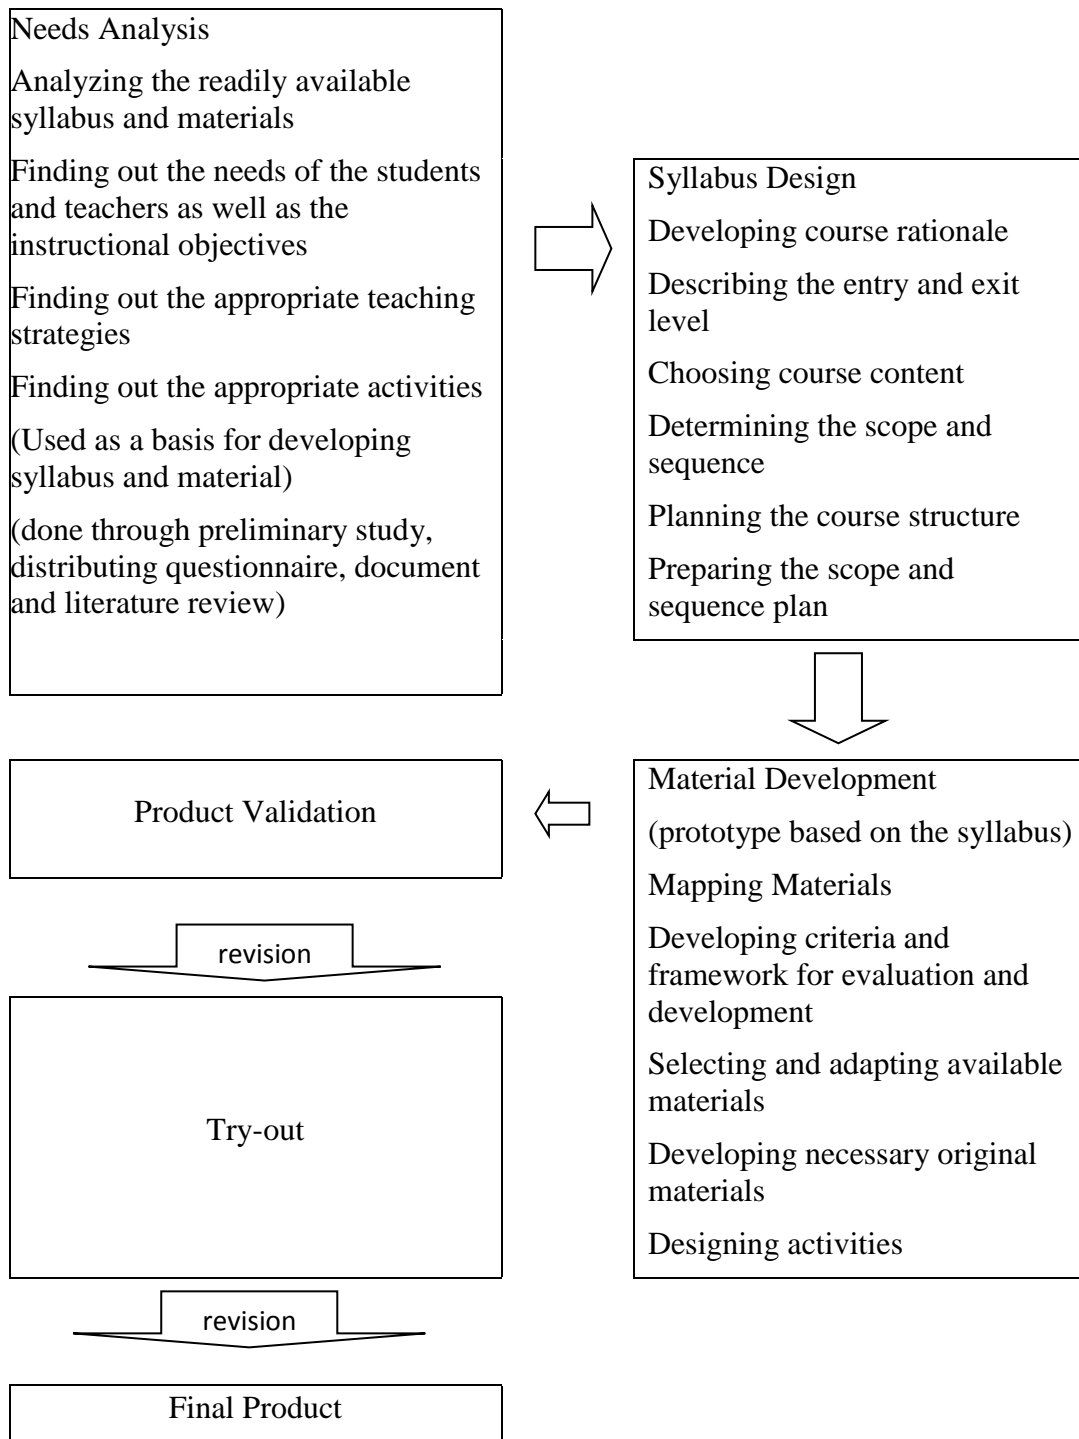 Needs Analysis
Analyzing the readily available
syllabus and materials
Finding out the needs of the students
and teachers as well as the
instructional objectives
Finding out the appropriate teaching
strategies
Finding out the appropriate activities
(Used as a basis for developing
syllabus and material)
(done through preliminary study,
distributing questionnaire, document
and literature review)
Syllabus Design
Developing course rationale
Describing the entry and exit
level
Choosing course content
Determining the scope and
sequence
Planning the course structure
Preparing the scope and
sequence plan
Material Development
(prototype based on the syllabus)
Mapping Materials
Developing criteria and
framework for evaluation and
development
Selecting and adapting available
materials
Developing necessary original
materials
Designing activities
Product Validation
revision
Try-out
revision
Final Product